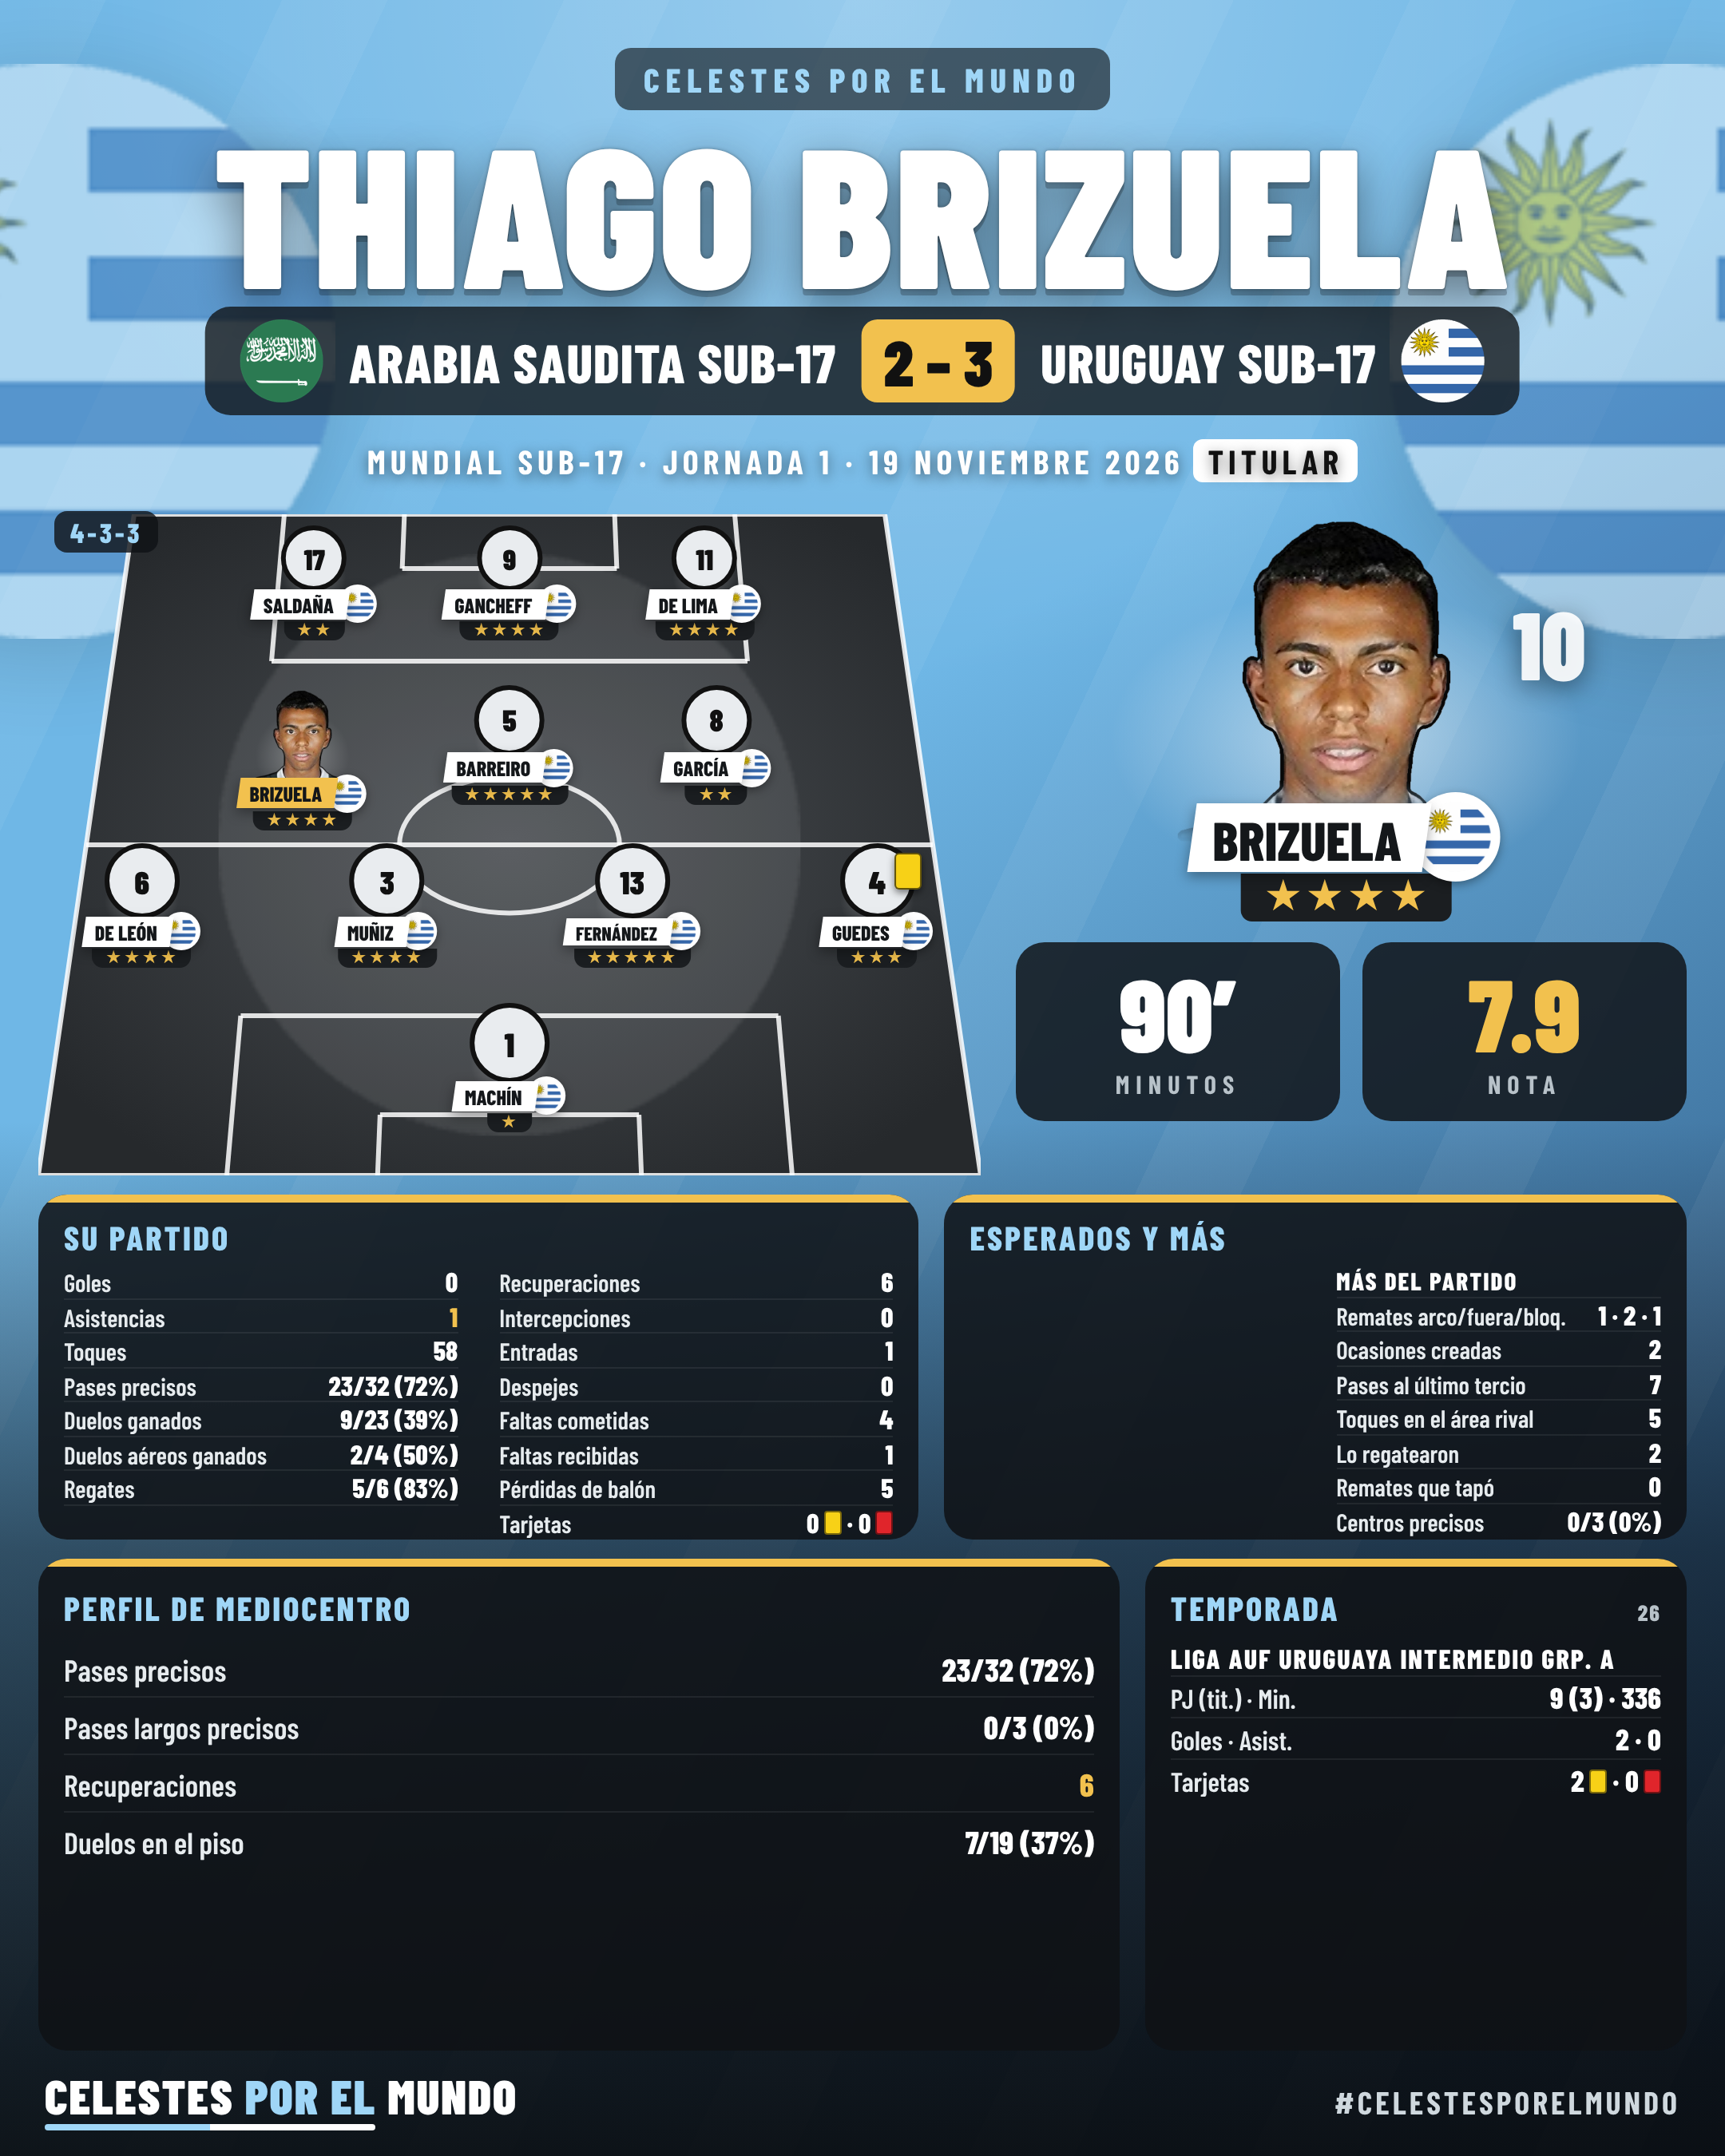 CELESTES POR EL MUNDO
THIAGO BRIZUELA
ARABIA SAUDITA SUB-17 2 - 3 URUGUAY SUB-17
MUNDIAL SUB-17 · JORNADA 1 · 19 NOVIEMBRE 2026 TITULAR
4-3-3
17 9 11
SALDAÑA GANCHEFF DE LIMA
★★ ★★★★ ★★★★
10
5 8
BARREIRO GARCÍA
BRIZUELA
★★★★★ ★★
★★★★
6 3 13 4
DE LEÓN MUÑIZ FERNÁNDEZ GUEDES
★★★★ ★★★★ ★★★★★ ★★★
1
MACHÍN
★
BRIZUELA
★★★★
90′ 7.9
MINUTOS NOTA
SU PARTIDO
Goles 0
Asistencias 1
Toques 58
Pases precisos 23/32 (72%)
Duelos ganados 9/23 (39%)
Duelos aéreos ganados 2/4 (50%)
Regates 5/6 (83%)
Recuperaciones 6
Intercepciones 0
Entradas 1
Despejes 0
Faltas cometidas 4
Faltas recibidas 1
Pérdidas de balón 5
Tarjetas 0 · 0
ESPERADOS Y MÁS
MÁS DEL PARTIDO
Remates arco/fuera/bloq. 1 · 2 · 1
Ocasiones creadas 2
Pases al último tercio 7
Toques en el área rival 5
Lo regatearon 2
Remates que tapó 0
Centros precisos 0/3 (0%)
PERFIL DE MEDIOCENTRO
Pases precisos 23/32 (72%)
Pases largos precisos 0/3 (0%)
Recuperaciones 6
Duelos en el piso 7/19 (37%)
TEMPORADA 26
LIGA AUF URUGUAYA INTERMEDIO GRP. A
PJ (tit.) · Min. 9 (3) · 336
Goles · Asist. 2 · 0
Tarjetas 2 · 0
CELESTES POR EL MUNDO
#CELESTESPORELMUNDO